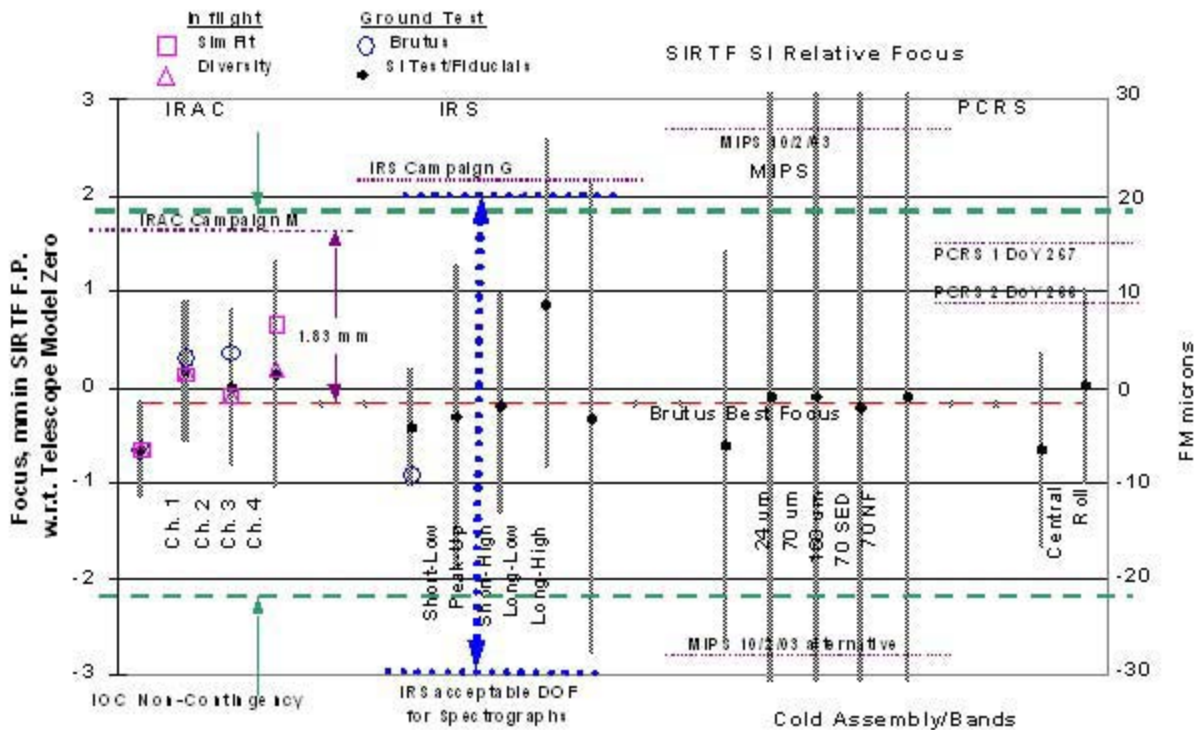 In flight
Sim Fit
Diversity
Ground Test
Brutus
SI Test/Fiducials
SIRTF SI Relative Focus
3
2
1
0
-1
-2
-3
30
20
10
0
-10
-20
-30
Focus, mm in SIRTF F.P.
w.r.t. Telescope Model Zero
FM microns
IRAC
IRS
MIPS 10/2/03
MIPS
PCRS
IRS Campaign G
IRAC Campaign M
PCRS 1 DoY 267
PCRS 2 DoY 266
1.83 mm
Brutus Best Focus
Ch. 1
Ch. 2
Ch. 3
Ch. 4
Short-Low
Peak-Up
Short-High
Long-Low
Long-High
24 um
70 um
160 um
70 SED
70 NF
Central
Roll
MIPS 10/2/03 alternative
IOC Non-Contingency
IRS acceptable DOF
for Spectrographs
Cold Assembly/Bands